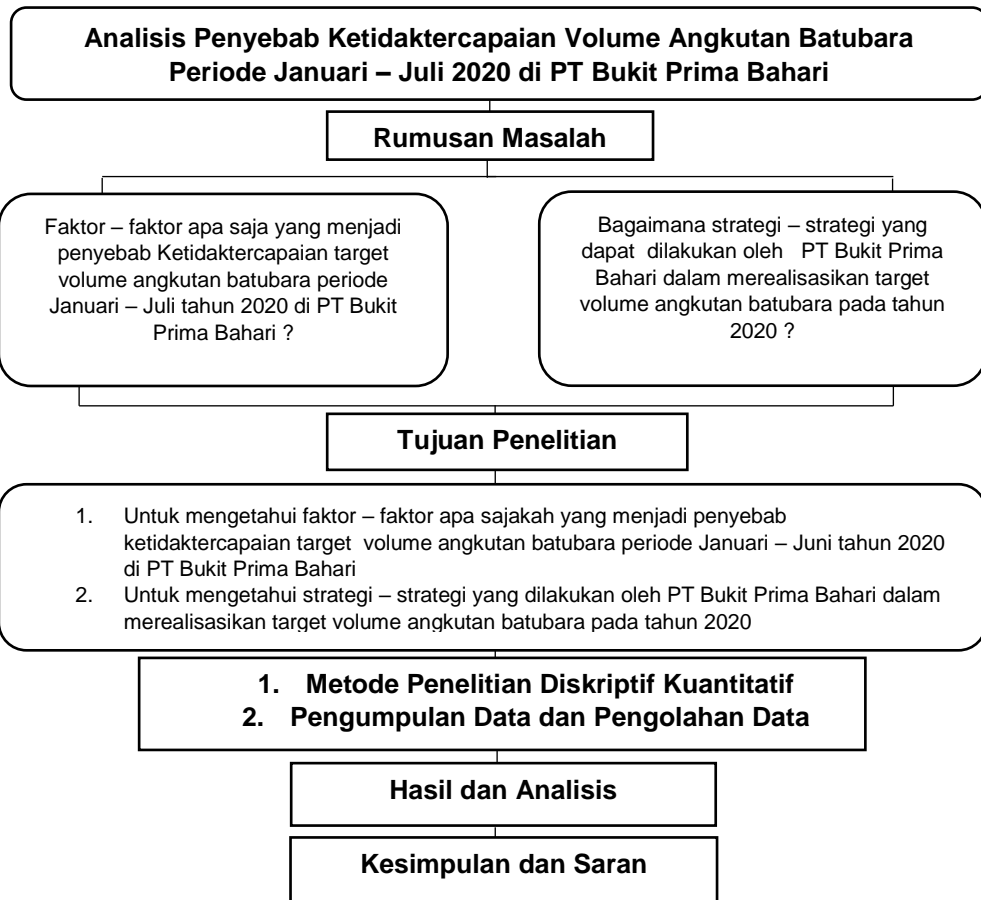 Analisis Penyebab Ketidaktercapaian Volume Angkutan Batubara
Periode Januari – Juli 2020 di PT Bukit Prima Bahari
Rumusan Masalah
Faktor – faktor apa saja yang menjadi
penyebab Ketidaktercapaian target
volume angkutan batubara periode
Januari – Juli tahun 2020 di PT Bukit
Prima Bahari ?
Bagaimana strategi – strategi yang
dapat dilakukan oleh PT Bukit Prima
Bahari dalam merealisasikan target
volume angkutan batubara pada tahun
2020 ?
Tujuan Penelitian
1. Untuk mengetahui faktor – faktor apa sajakah yang menjadi penyebab
ketidaktercapaian target volume angkutan batubara periode Januari – Juni tahun 2020
di PT Bukit Prima Bahari
2. Untuk mengetahui strategi – strategi yang dilakukan oleh PT Bukit Prima Bahari dalam
merealisasikan target volume angkutan batubara pada tahun 2020
1. Metode Penelitian Diskriptif Kuantitatif
2. Pengumpulan Data dan Pengolahan Data
Hasil dan Analisis
Kesimpulan dan Saran